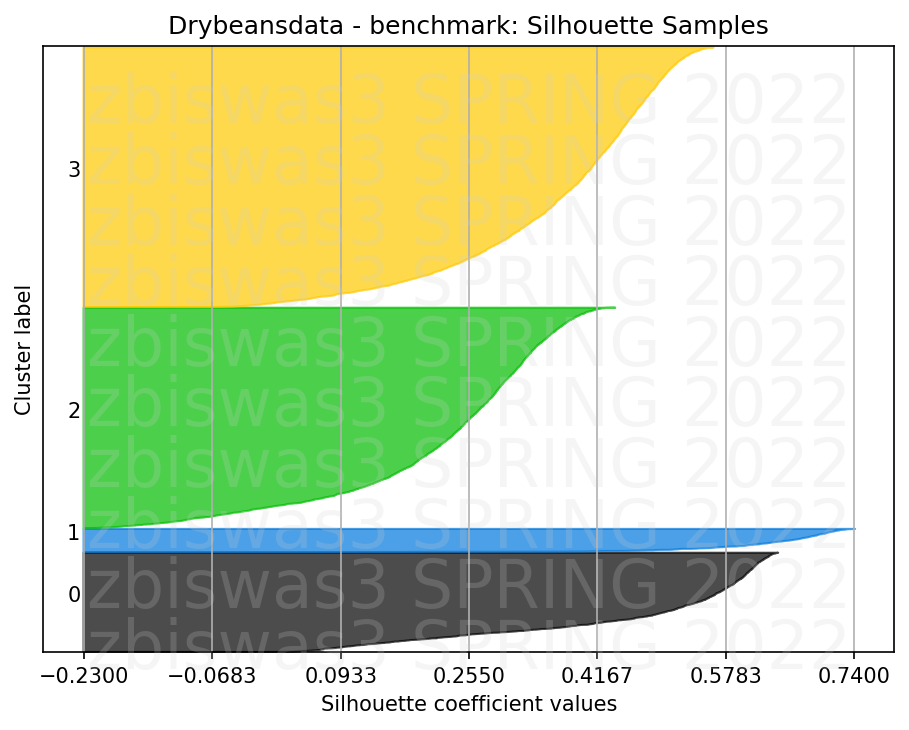 Drybeansdata - benchmark: Silhouette Samples
zbiswas3 SPRING 2022
zbiswas3 SPRING 2022
3
zbiswas3 SPRING 2022
zbiswas3 SPRING 2022
Cluster label
zbiswas3 SPRING 2022
zbiswas3 SPRING 2022
2
zbiswas3 SPRING 2022
zbiswas3 SPRING 2022
1
zbiswas3 SPRING 2022
0
zbiswas3 SPRING 2022
−0.2300 −0.0683 0.0933 0.2550 0.4167 0.5783 0.7400
Silhouette coefficient values